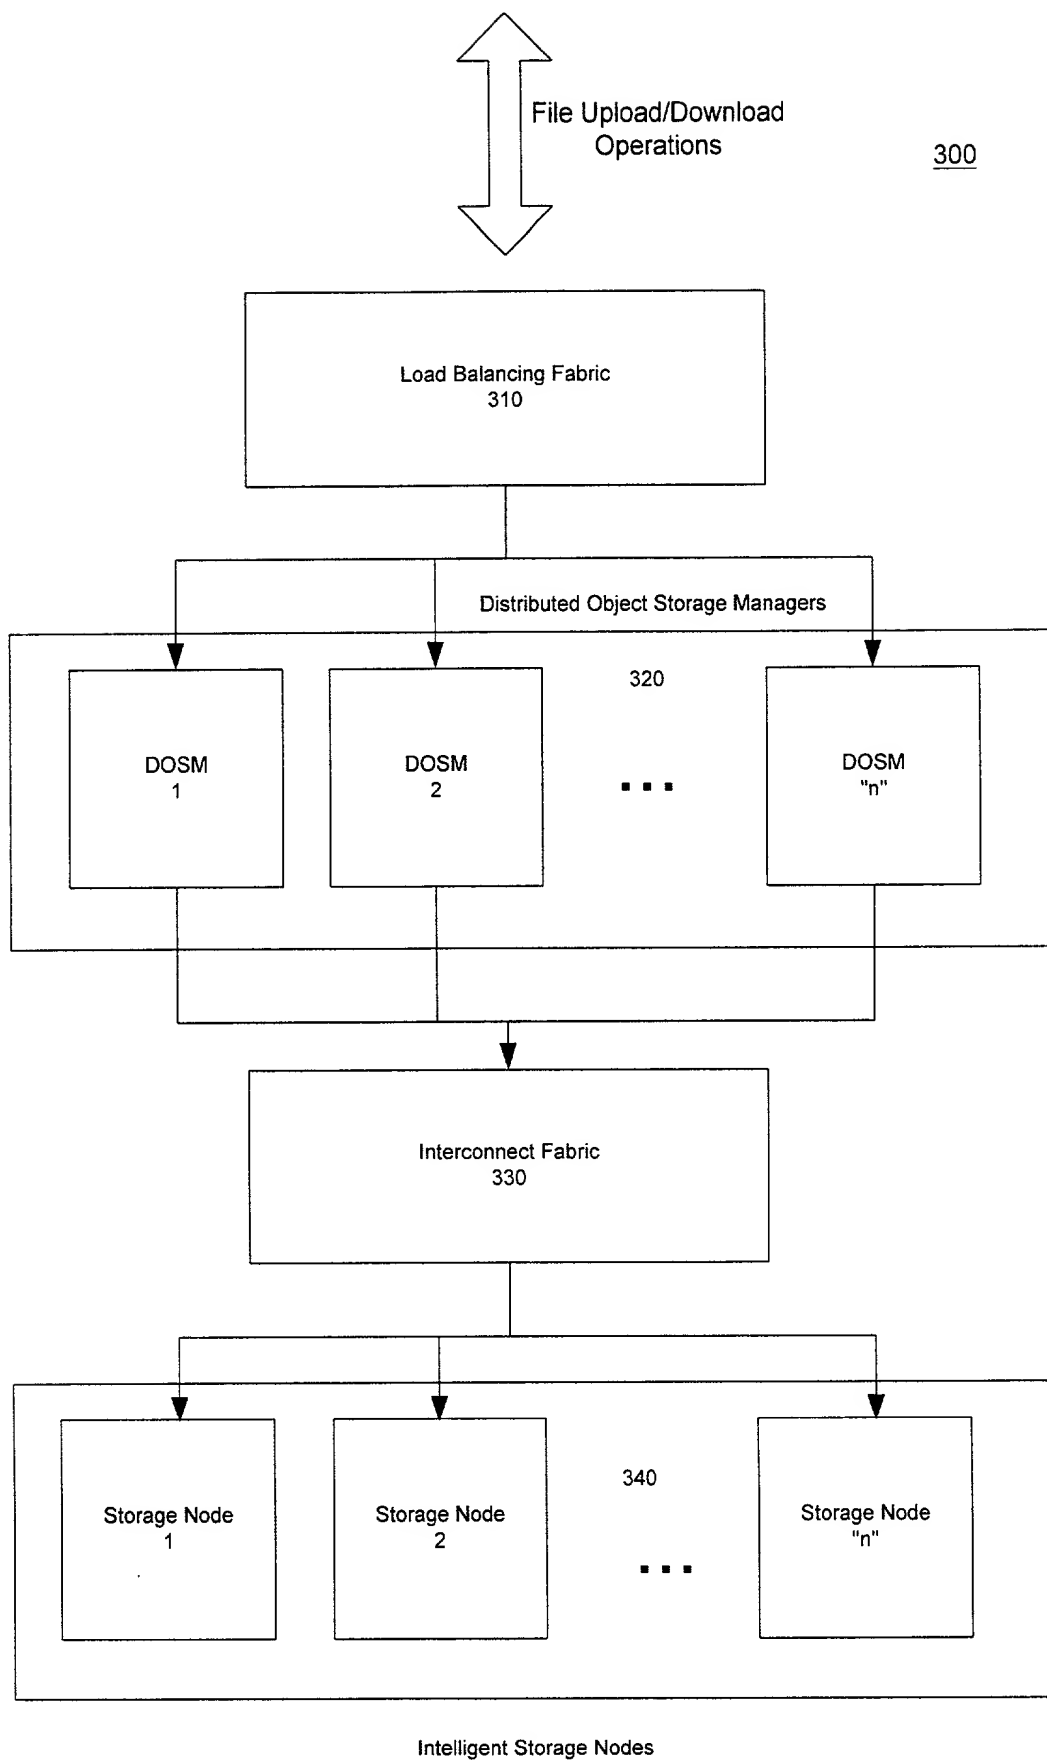 File Upload/Download
Operations
300
Load Balancing Fabric
310
Distributed Object Storage Managers
320
DOSM
1
DOSM
2
DOSM
"n"
Interconnect Fabric
330
340
Storage Node
1
Storage Node
2
Storage Node
"n"
Intelligent Storage Nodes